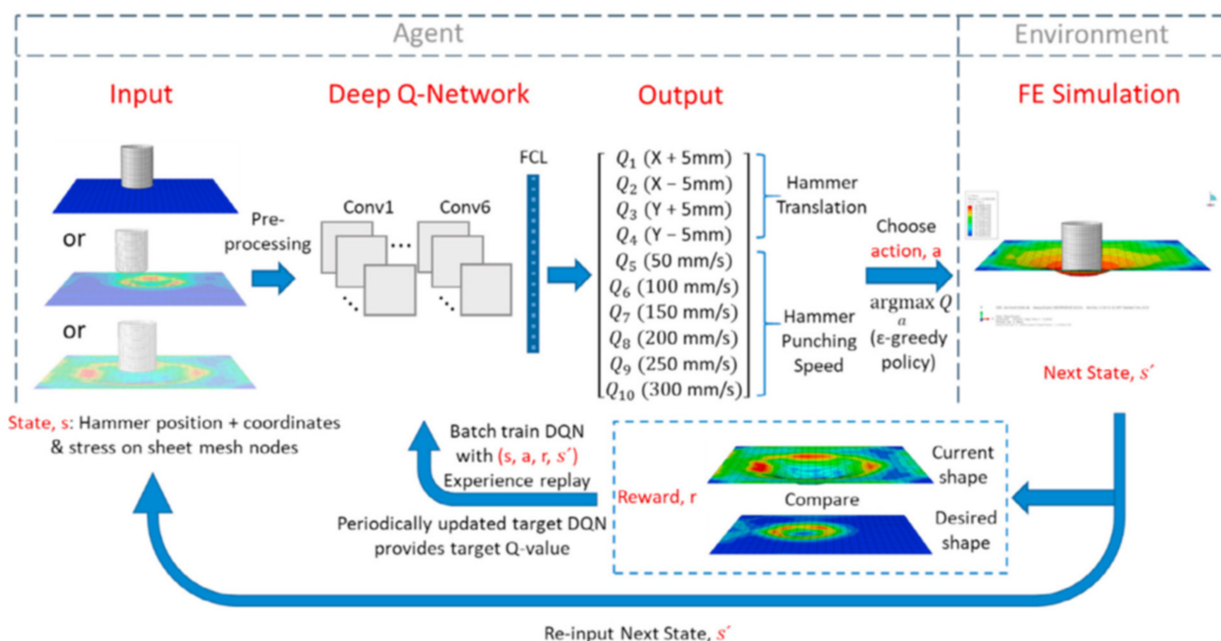 Agent
Environment
Input
Deep Q-Network
Output
FE Simulation
or
or
Pre-
processing
Conv1
...
Conv6
FCL
Q₁ (X + 5mm)
Q₂ (X − 5mm)
Q₃ (Y + 5mm)
Q₄ (Y − 5mm)
Q₅ (50 mm/s)
Q₆ (100 mm/s)
Q₇ (150 mm/s)
Q₈ (200 mm/s)
Q₉ (250 mm/s)
Q₁₀ (300 mm/s)
Hammer
Translation
Hammer
Punching
Speed
Choose
action, a
argmax Q
a
(ε-greedy
policy)
Next State, s′
State, s: Hammer position + coordinates
& stress on sheet mesh nodes
Batch train DQN
with (s, a, r, s′)
Experience replay
Periodically updated target DQN
provides target Q-value
Reward, r
Current
shape
Compare
Desired
shape
Re-input Next State, s′